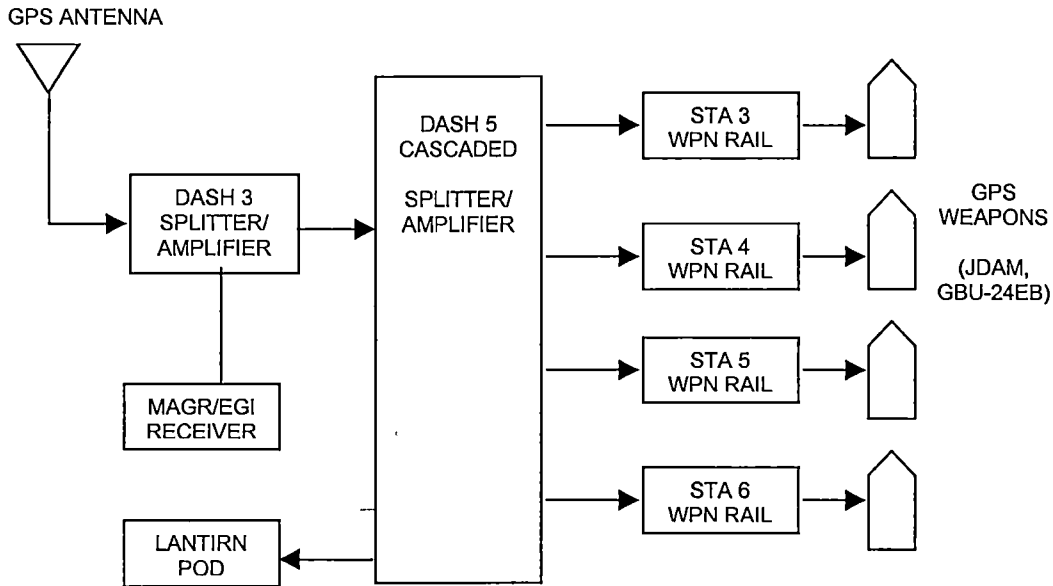 GPS ANTENNA
DASH 3
SPLITTER/
AMPLIFIER
MAGR/EGI
RECEIVER
LANTIRN
POD
DASH 5
CASCADED
SPLITTER/
AMPLIFIER
STA 3
WPN RAIL
STA 4
WPN RAIL
STA 5
WPN RAIL
STA 6
WPN RAIL
GPS
WEAPONS
(JDAM,
GBU-24EB)